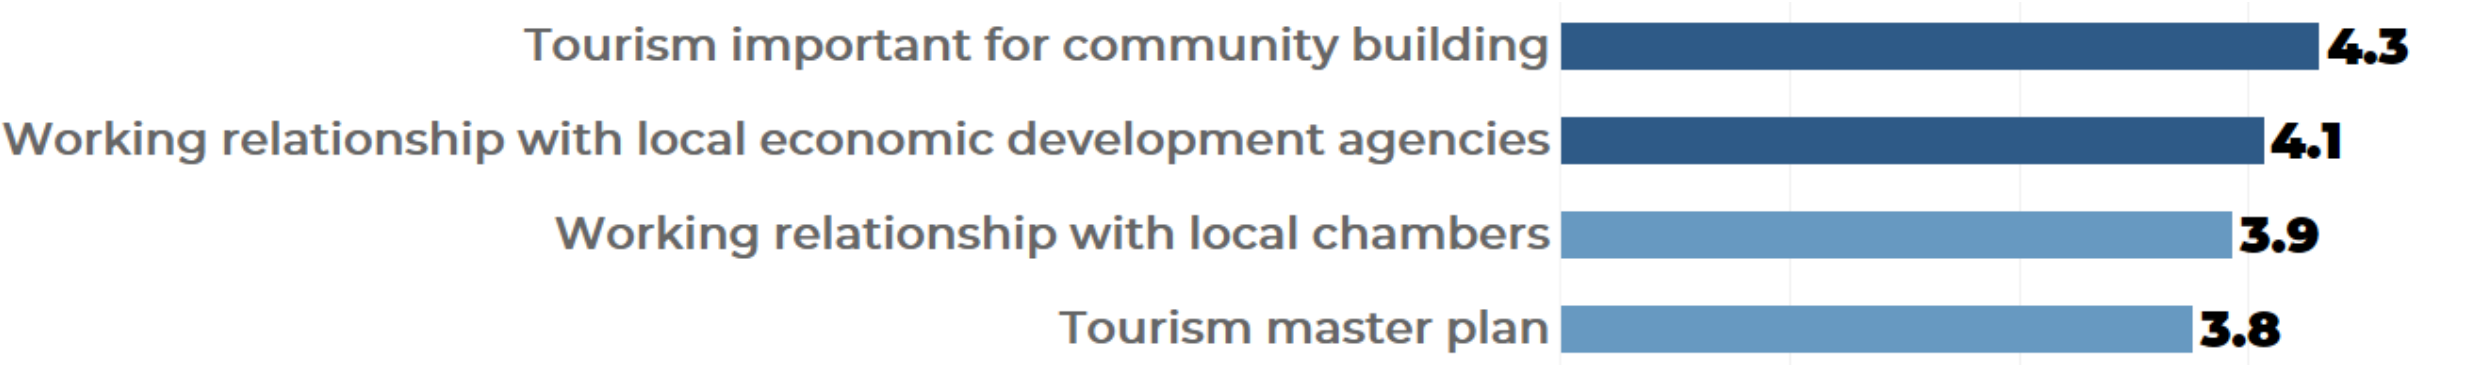 Tourism important for community building 4.3
Working relationship with local economic development agencies 4.1
Working relationship with local chambers 3.9
Tourism master plan 3.8